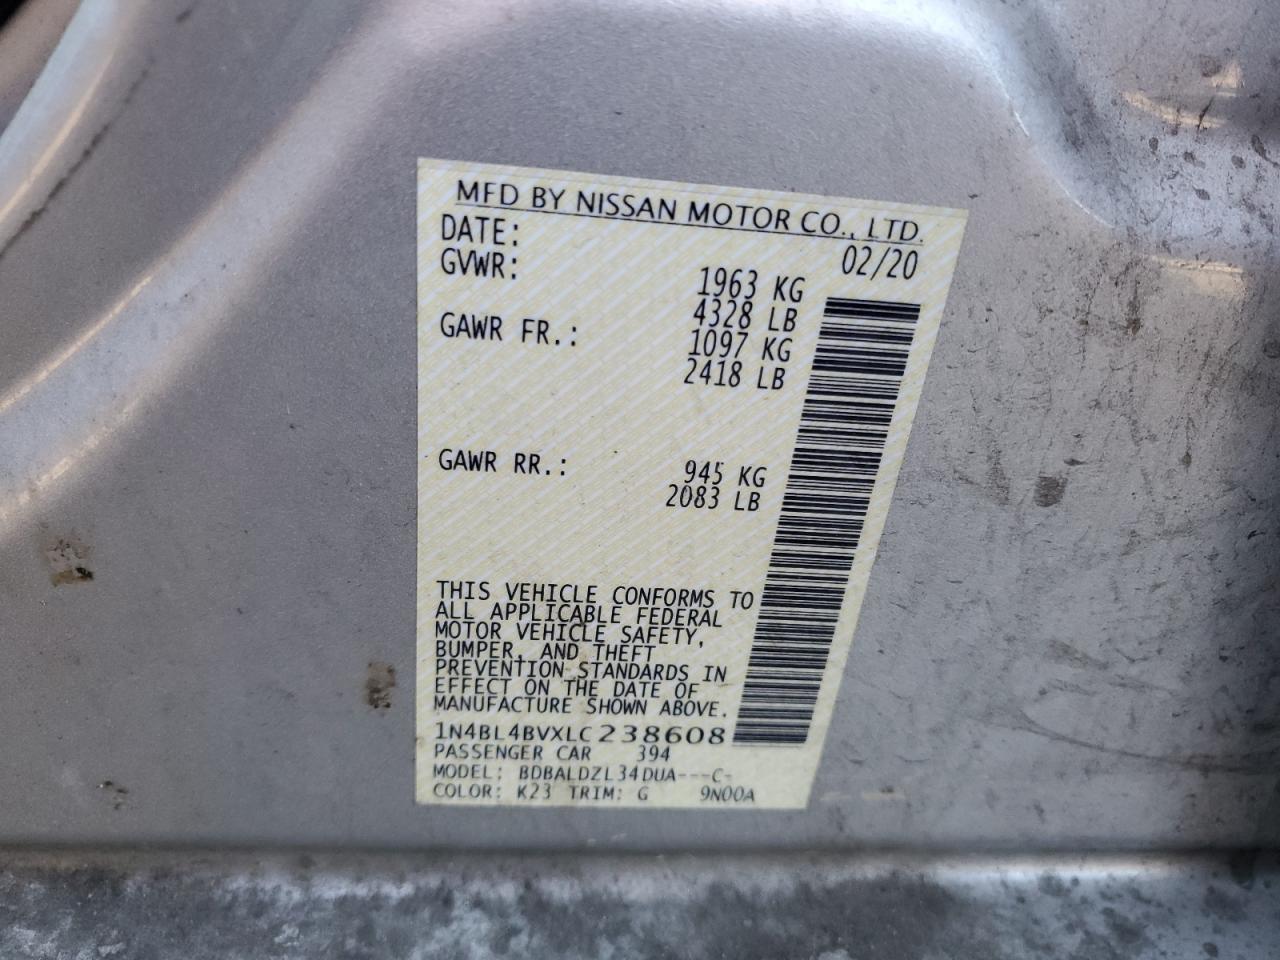 MFD BY NISSAN MOTOR CO., LTD.
DATE: 02/20
GVWR: 1963 KG
4328 LB
GAWR FR.: 1097 KG
2418 LB
GAWR RR.: 945 KG
2083 LB
THIS VEHICLE CONFORMS TO
ALL APPLICABLE FEDERAL
MOTOR VEHICLE SAFETY,
BUMPER, AND THEFT
PREVENTION STANDARDS IN
EFFECT ON THE DATE OF
MANUFACTURE SHOWN ABOVE.
1N4BL4BVXLC238608
PASSENGER CAR 394
MODEL: BDBALDZL34DUA---C-
COLOR: K23 TRIM: G 9N00A